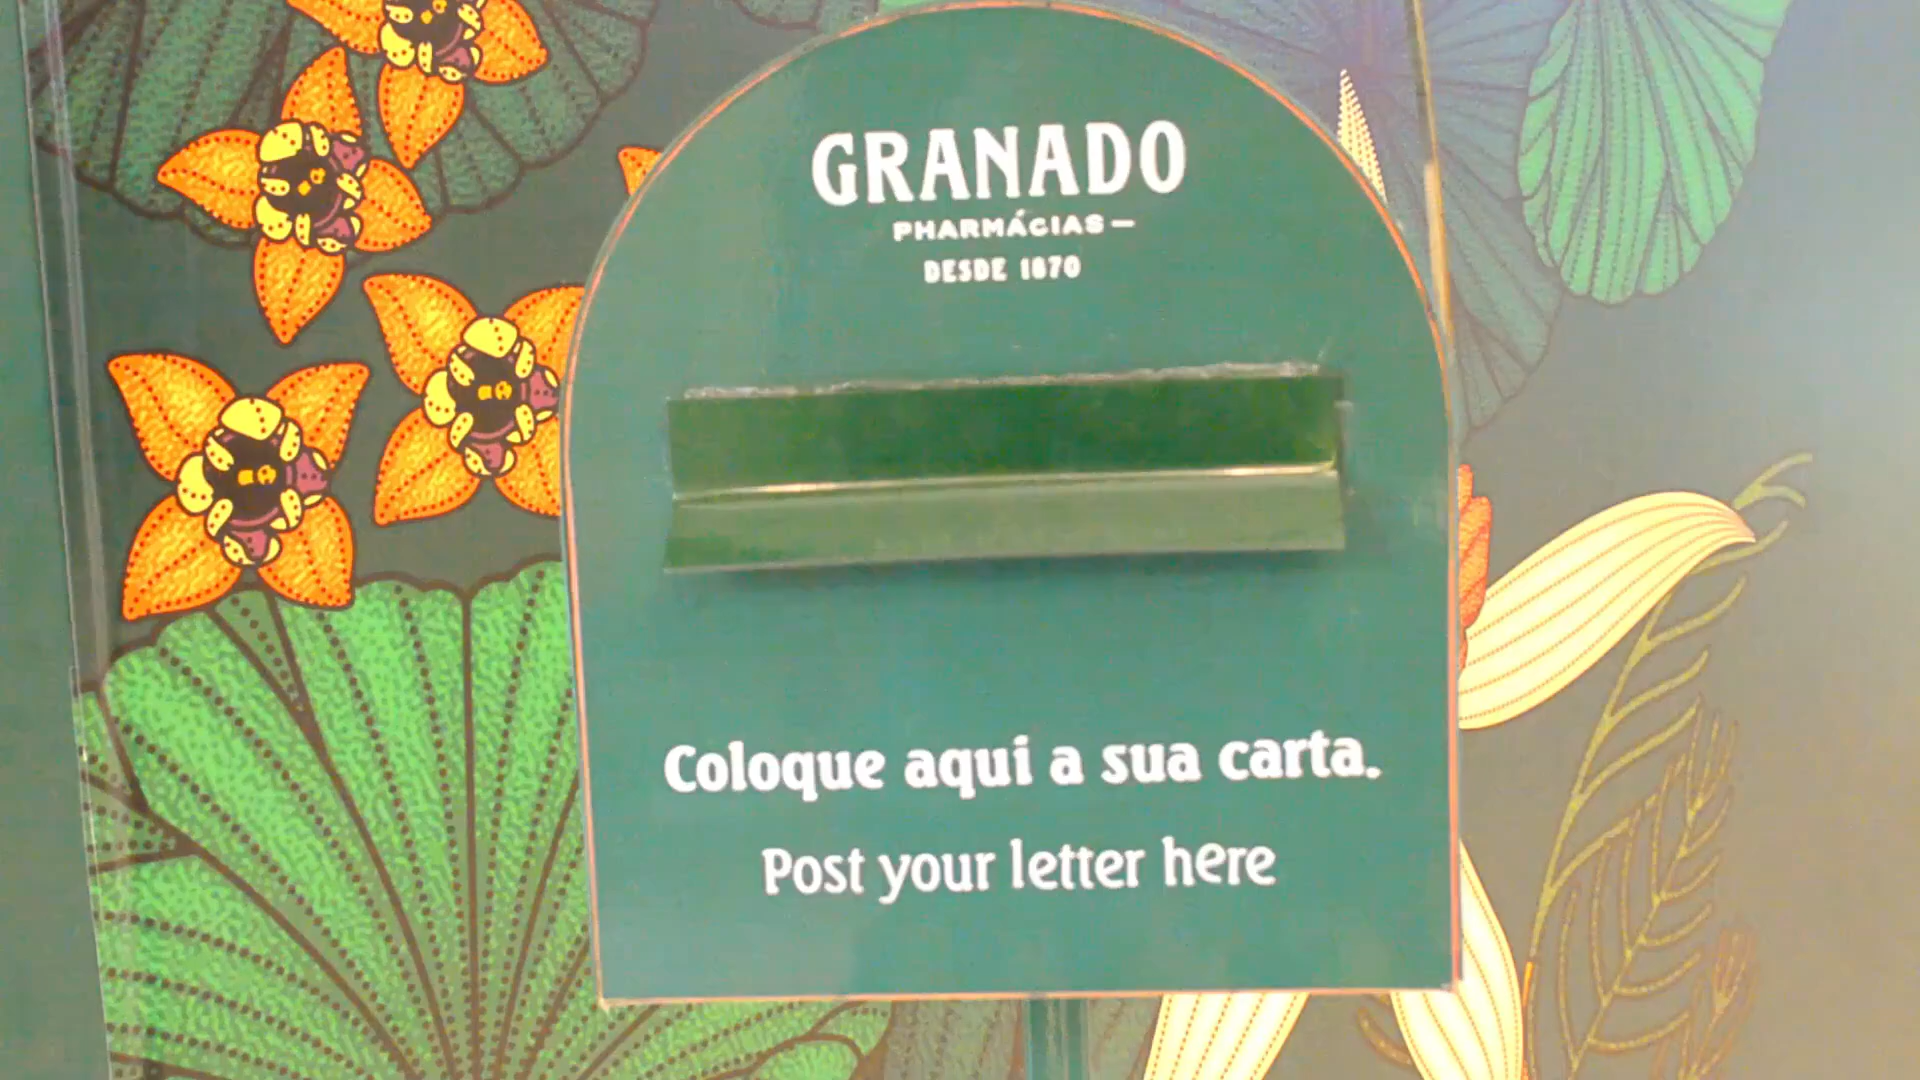 GRANADO
PHARMÁCIAS —
DESDE 1870
Coloque aqui a sua carta.
Post your letter here